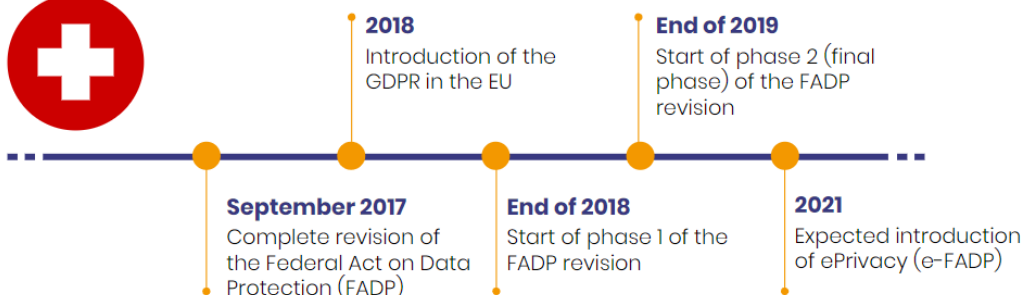 2018
Introduction of the
GDPR in the EU
End of 2019
Start of phase 2 (final
phase) of the FADP
revision
September 2017
Complete revision of
the Federal Act on Data
Protection (FADP)
End of 2018
Start of phase 1 of the
FADP revision
2021
Expected introduction
of ePrivacy (e-FADP)